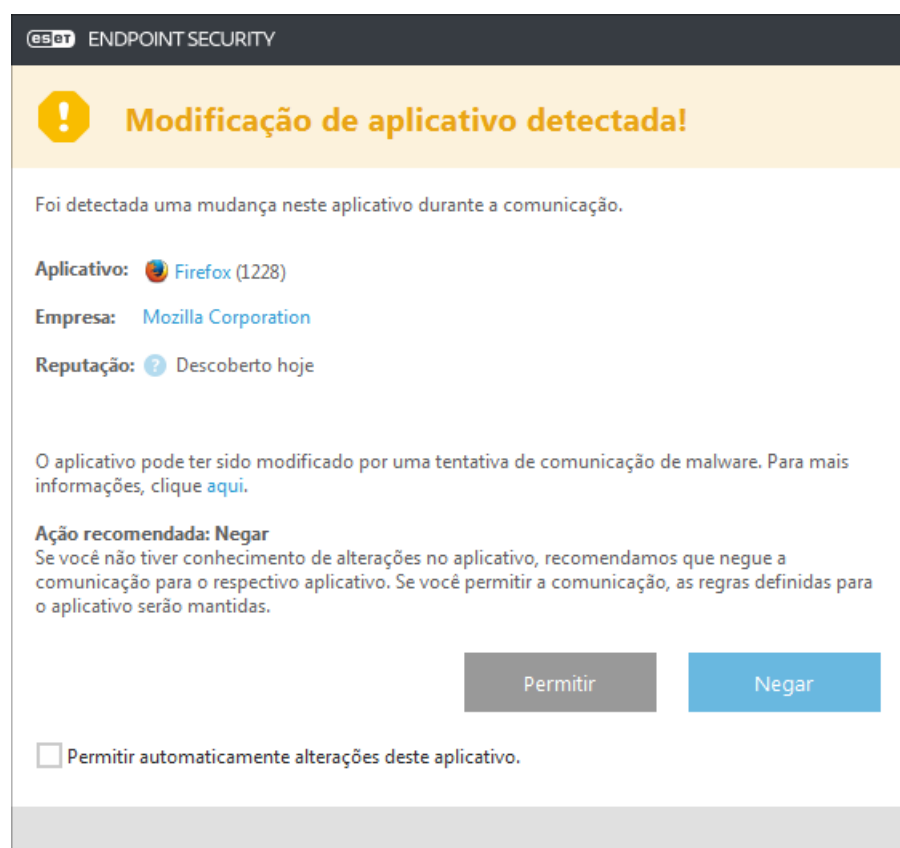 eset ENDPOINT SECURITY
Modificação de aplicativo detectada!
Foi detectada uma mudança neste aplicativo durante a comunicação.
Aplicativo: Firefox (1228)
Empresa: Mozilla Corporation
Reputação: ? Descoberto hoje
O aplicativo pode ter sido modificado por uma tentativa de comunicação de malware. Para mais
informações, clique aqui.
Ação recomendada: Negar
Se você não tiver conhecimento de alterações no aplicativo, recomendamos que negue a
comunicação para o respectivo aplicativo. Se você permitir a comunicação, as regras definidas para
o aplicativo serão mantidas.
Permitir Negar
Permitir automaticamente alterações deste aplicativo.